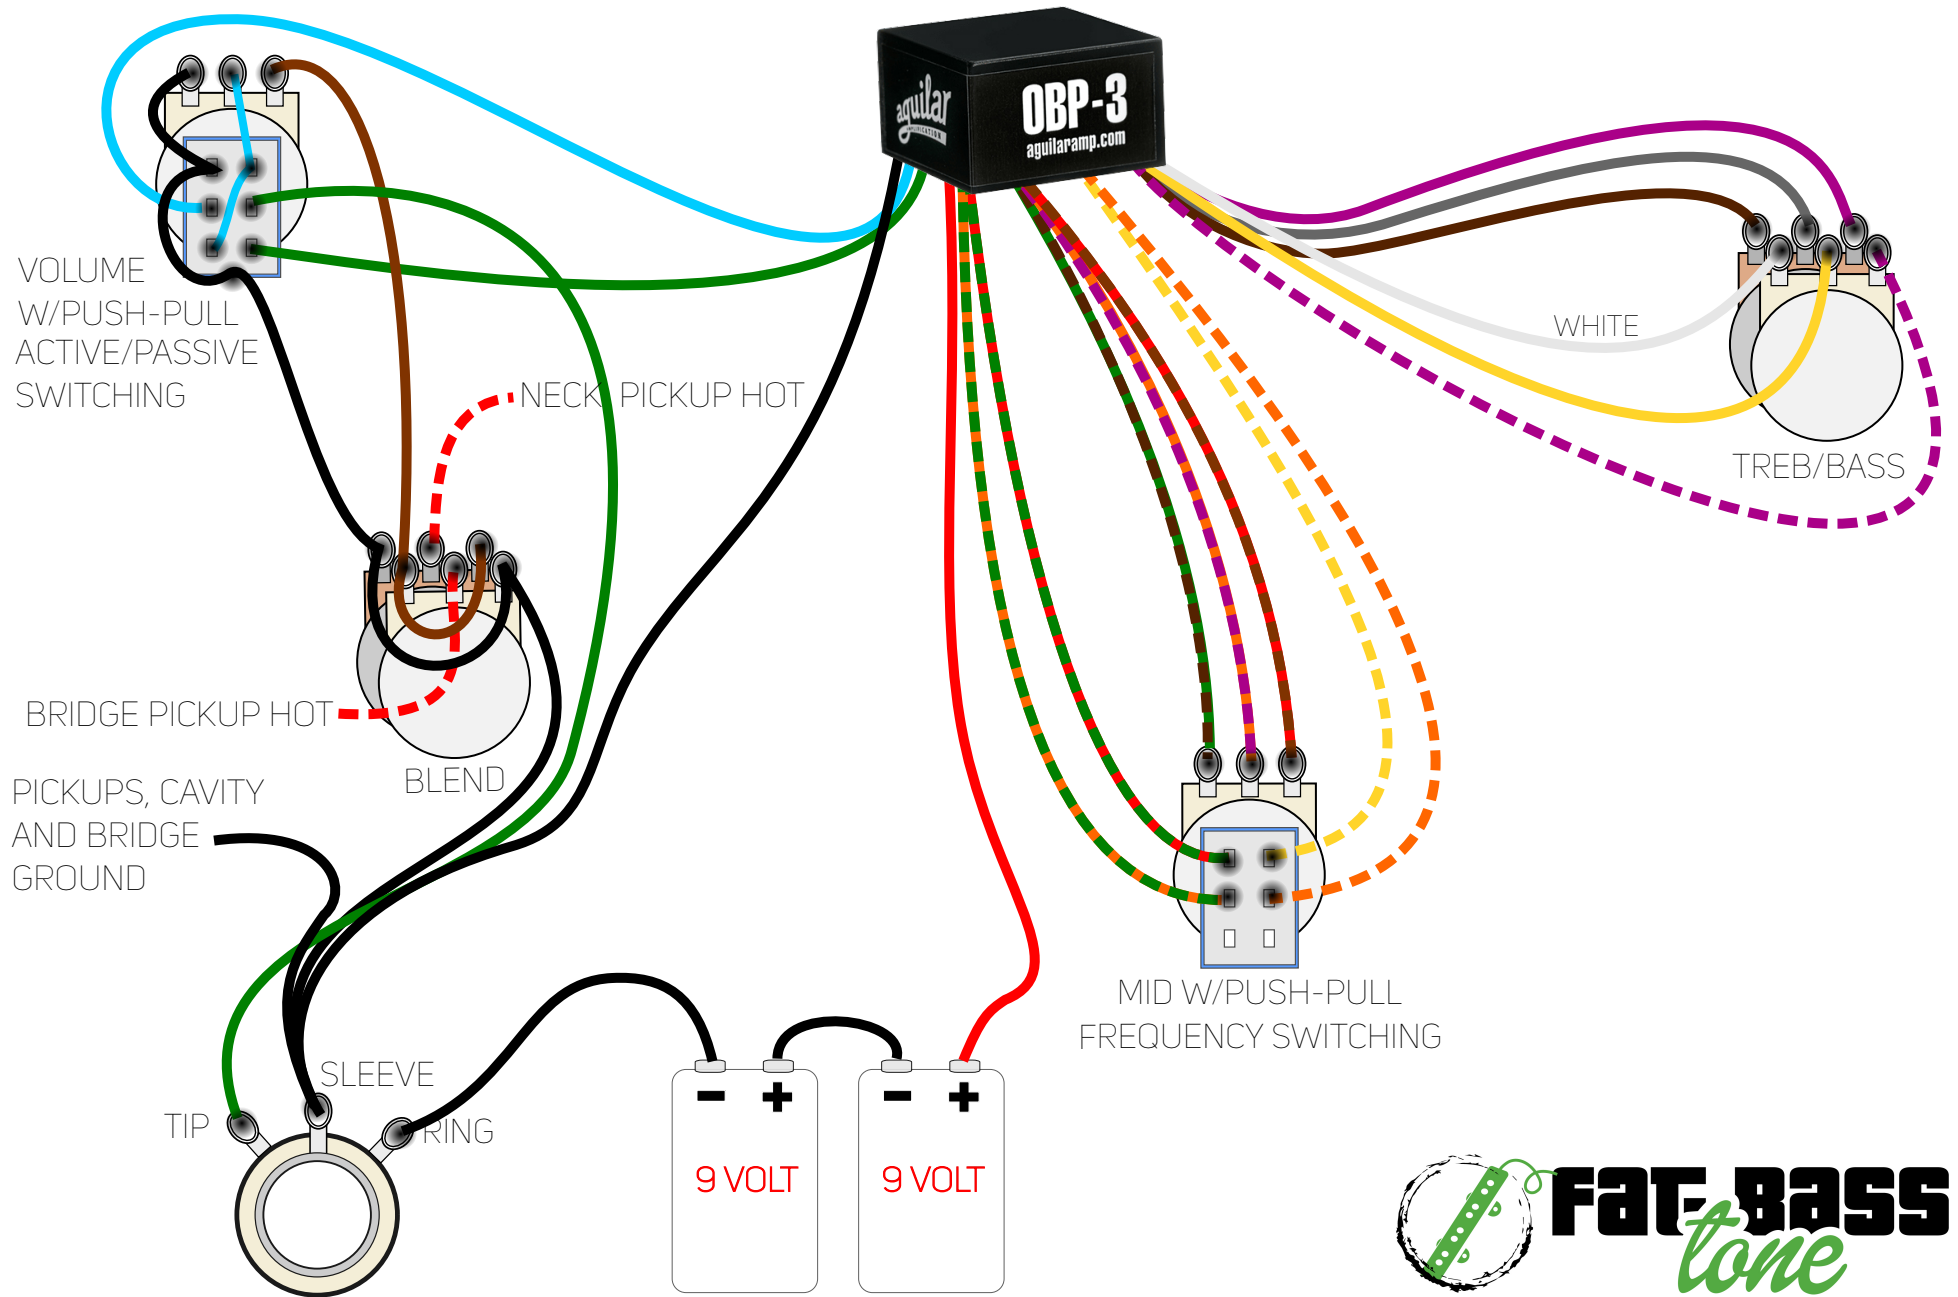 aguilar
AMPLIFICATION
OBP-3
aguilaramp.com
VOLUME
W/PUSH-PULL
ACTIVE/PASSIVE
SWITCHING
WHITE
NECK PICKUP HOT
TREB/BASS
BRIDGE PICKUP HOT
BLEND
PICKUPS, CAVITY
AND BRIDGE
GROUND
MID W/PUSH-PULL
FREQUENCY SWITCHING
SLEEVE
TIP
RING
− +
− +
9 VOLT
9 VOLT
FAT BASS
tone